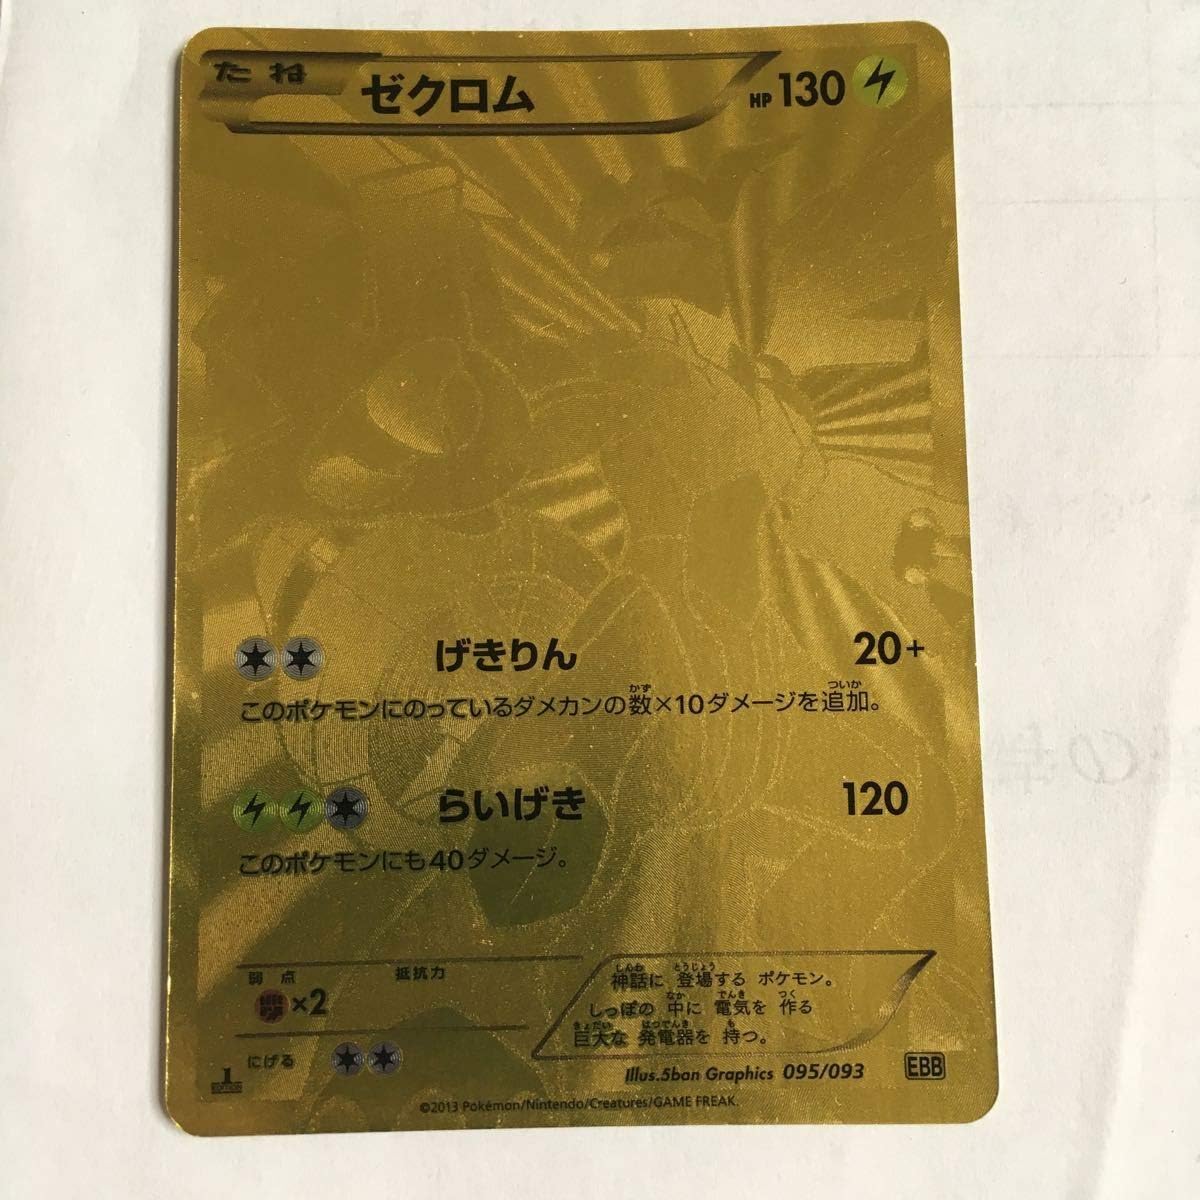 たね ゼクロム HP130
げきりん 20+
このポケモンにのっているダメカンの数×10ダメージを追加。
らいげき 120
このポケモンにも40ダメージ。
弱点 抵抗力
×2
にげる
神話に 登場する ポケモン。
しっぽの 中に 電気を 作る
巨大な 発電器を 持つ。
Illus.5ban Graphics 095/093 EBB
1 EDITION
©2013 Pokémon/Nintendo/Creatures/GAME FREAK.